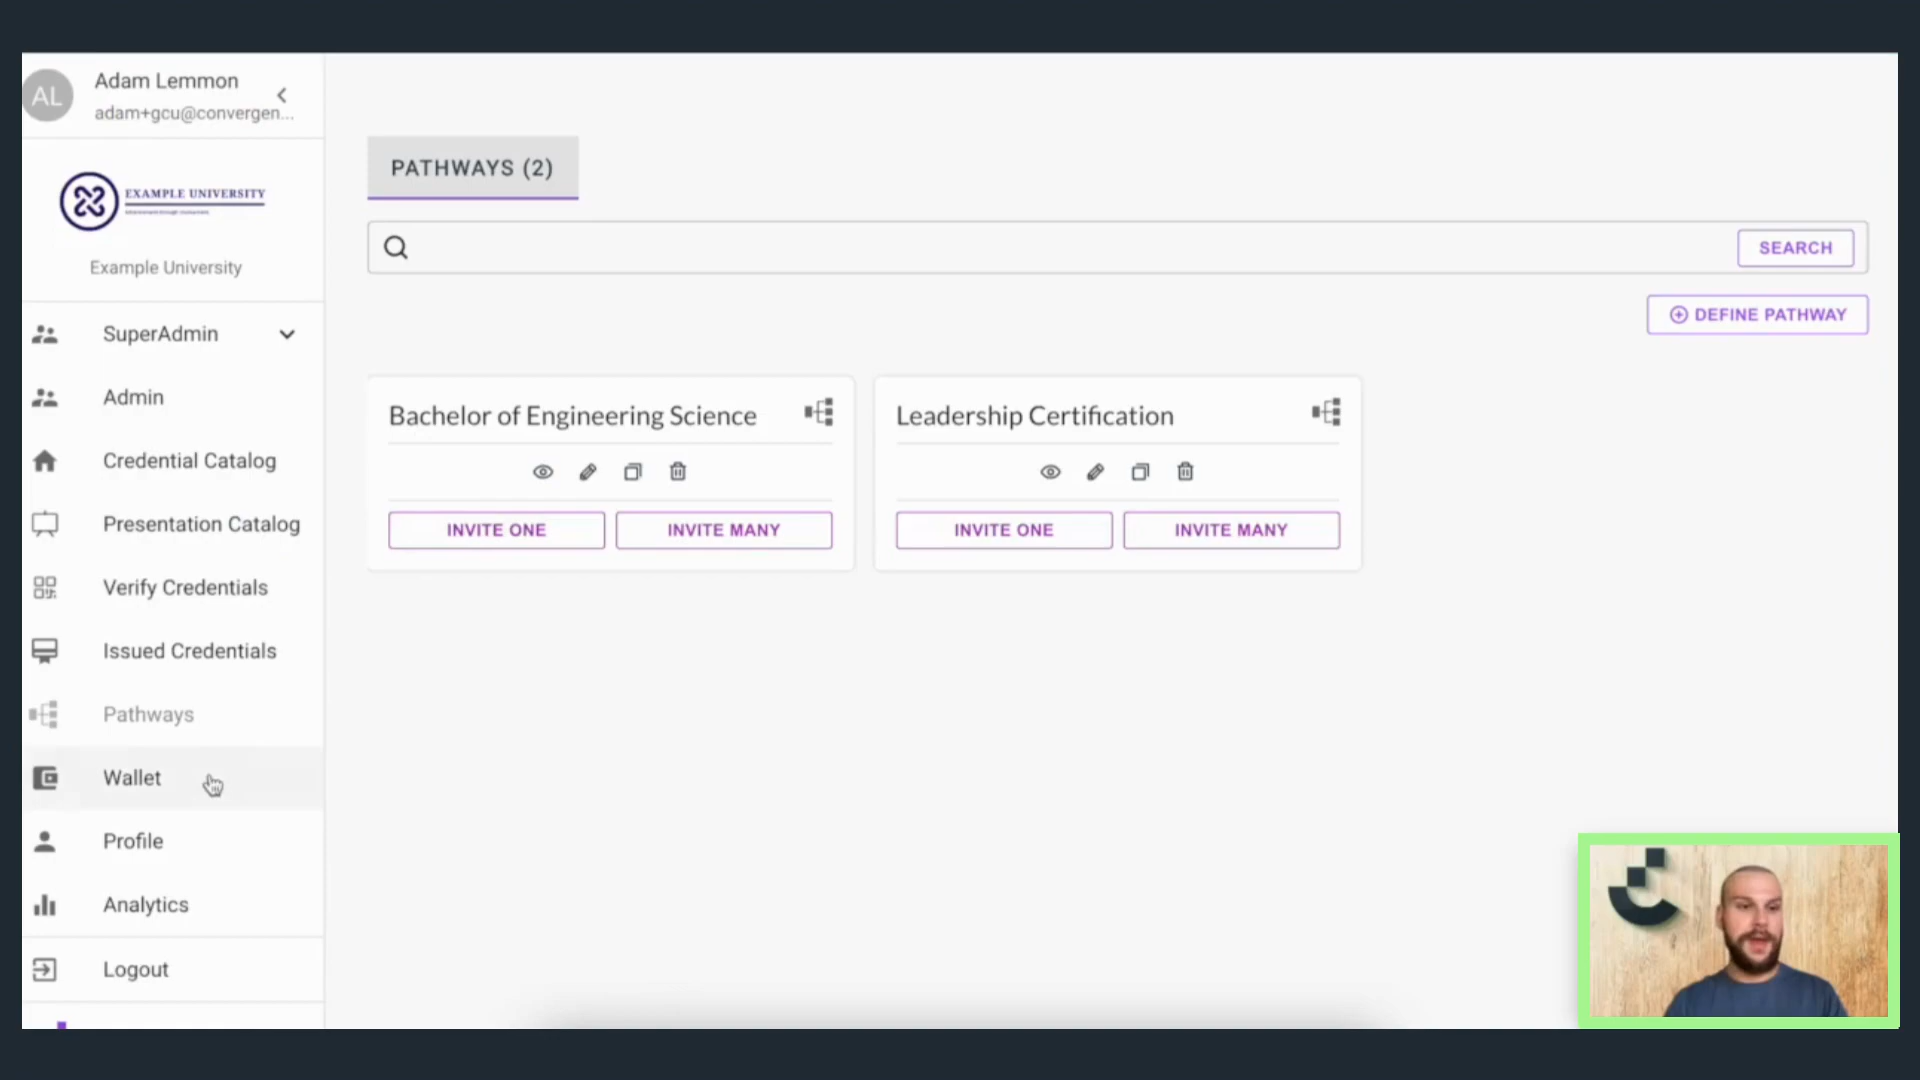 AL
Adam Lemmon
adam+gcu@convergen...
EXAMPLE UNIVERSITY
Example University
SuperAdmin
Admin
Credential Catalog
Presentation Catalog
Verify Credentials
Issued Credentials
Pathways
Wallet
Profile
Analytics
Logout
PATHWAYS (2)
SEARCH
DEFINE PATHWAY
Bachelor of Engineering Science
INVITE ONE INVITE MANY
Leadership Certification
INVITE ONE INVITE MANY